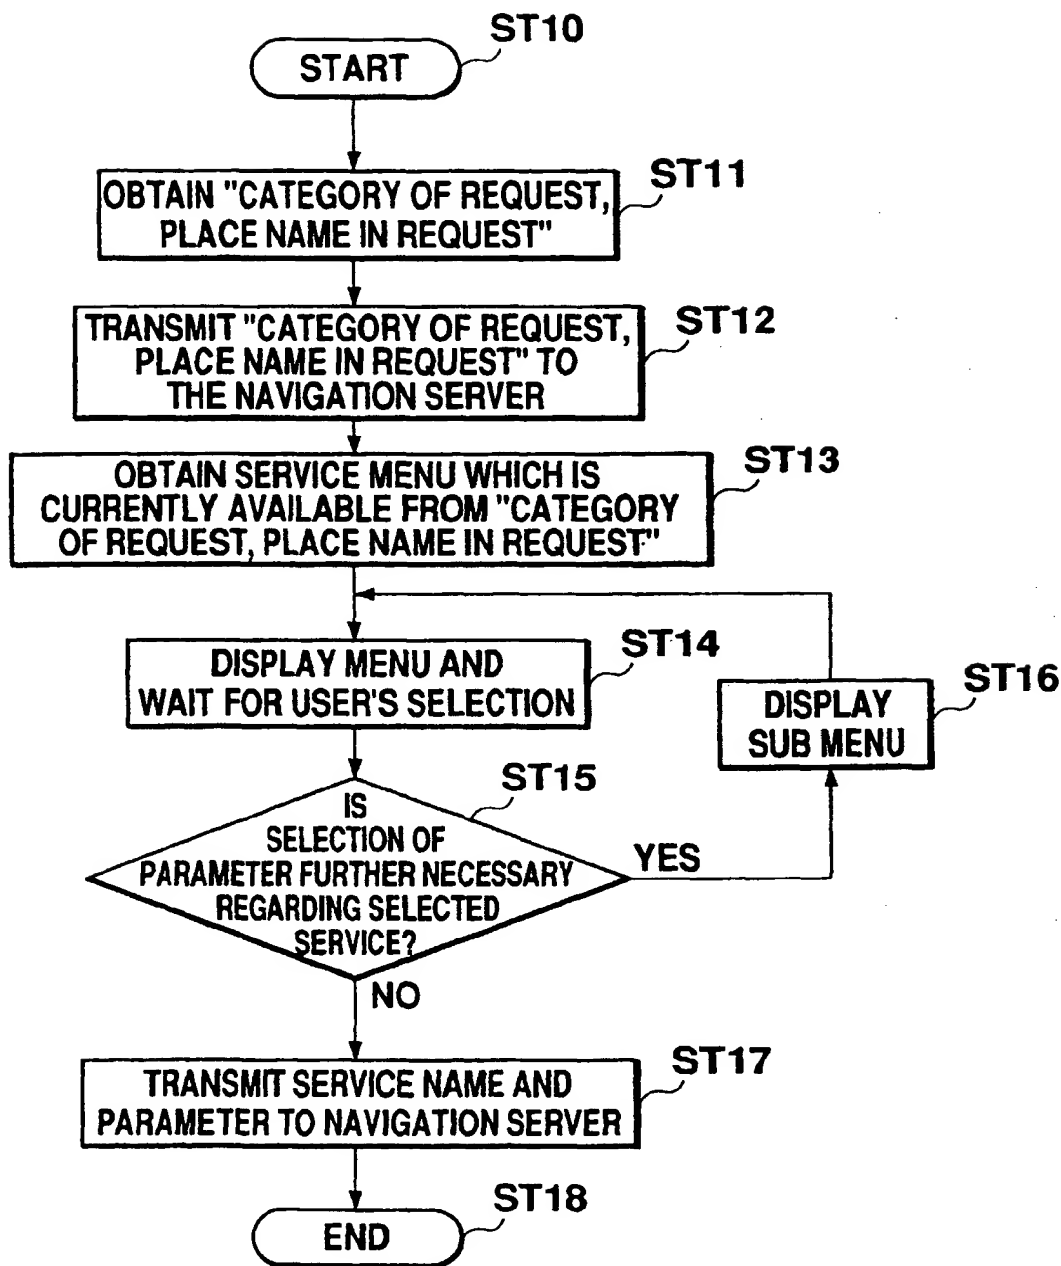 ST10
START
ST11
OBTAIN "CATEGORY OF REQUEST,
PLACE NAME IN REQUEST"
ST12
TRANSMIT "CATEGORY OF REQUEST,
PLACE NAME IN REQUEST" TO
THE NAVIGATION SERVER
ST13
OBTAIN SERVICE MENU WHICH IS
CURRENTLY AVAILABLE FROM "CATEGORY
OF REQUEST, PLACE NAME IN REQUEST"
ST14
DISPLAY MENU AND
WAIT FOR USER'S SELECTION
ST16
DISPLAY
SUB MENU
ST15
IS
SELECTION OF
PARAMETER FURTHER NECESSARY
REGARDING SELECTED
SERVICE?
YES
NO
ST17
TRANSMIT SERVICE NAME AND
PARAMETER TO NAVIGATION SERVER
ST18
END